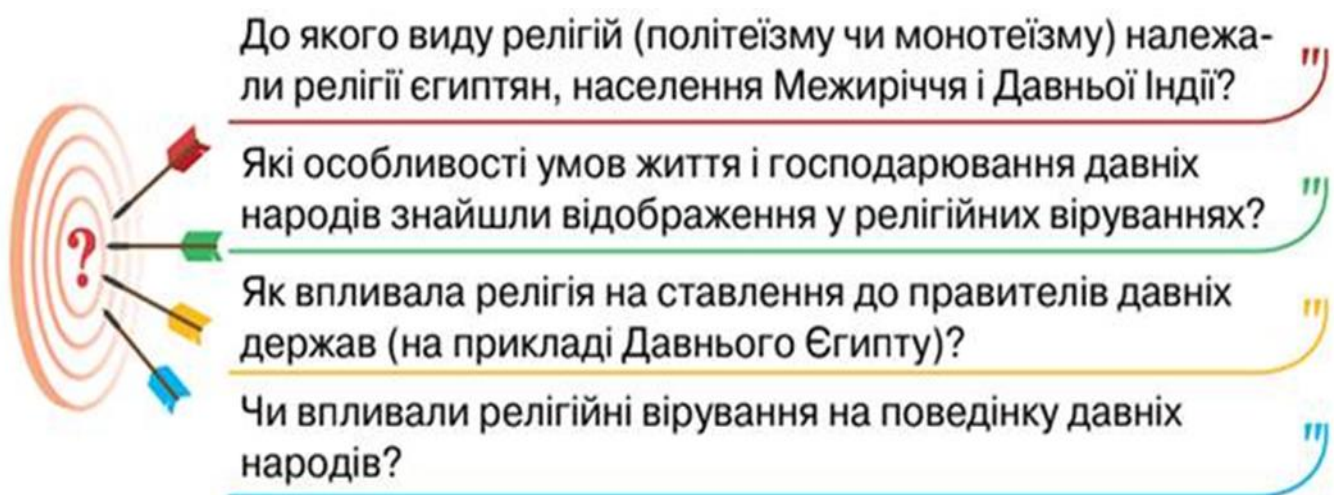 До якого виду релігій (політеїзму чи монотеїзму) належа-
ли релігії єгиптян, населення Межиріччя і Давньої Індії?
Які особливості умов життя і господарювання давніх
народів знайшли відображення у релігійних віруваннях?
?
Як впливала релігія на ставлення до правителів давніх
держав (на прикладі Давнього Єгипту)?
Чи впливали релігійні вірування на поведінку давніх
народів?